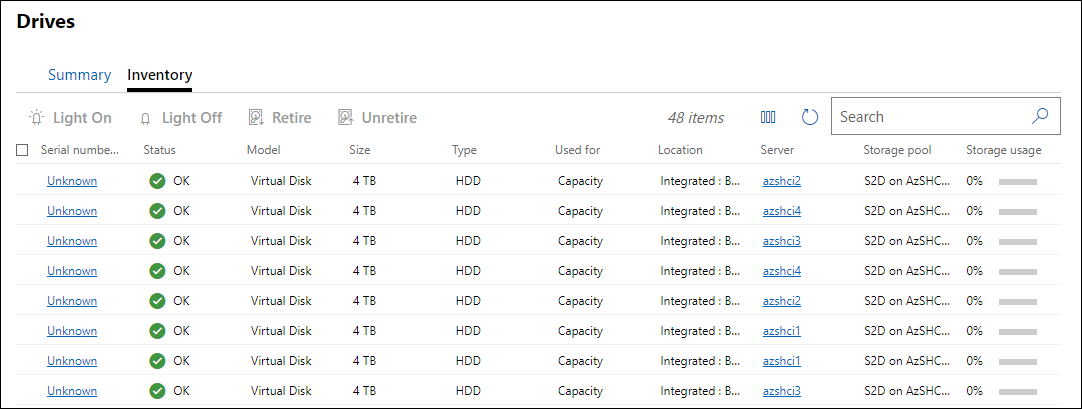 Drives
Summary Inventory
Light On Light Off Retire Unretire 48 items Search
Serial numbe... Status Model Size Type Used for Location Server Storage pool Storage usage
Unknown OK Virtual Disk 4 TB HDD Capacity Integrated : B... azshci2 S2D on AzSHC... 0%
Unknown OK Virtual Disk 4 TB HDD Capacity Integrated : B... azshci4 S2D on AzSHC... 0%
Unknown OK Virtual Disk 4 TB HDD Capacity Integrated : B... azshci3 S2D on AzSHC... 0%
Unknown OK Virtual Disk 4 TB HDD Capacity Integrated : B... azshci4 S2D on AzSHC... 0%
Unknown OK Virtual Disk 4 TB HDD Capacity Integrated : B... azshci2 S2D on AzSHC... 0%
Unknown OK Virtual Disk 4 TB HDD Capacity Integrated : B... azshci1 S2D on AzSHC... 0%
Unknown OK Virtual Disk 4 TB HDD Capacity Integrated : B... azshci1 S2D on AzSHC... 0%
Unknown OK Virtual Disk 4 TB HDD Capacity Integrated : B... azshci3 S2D on AzSHC... 0%